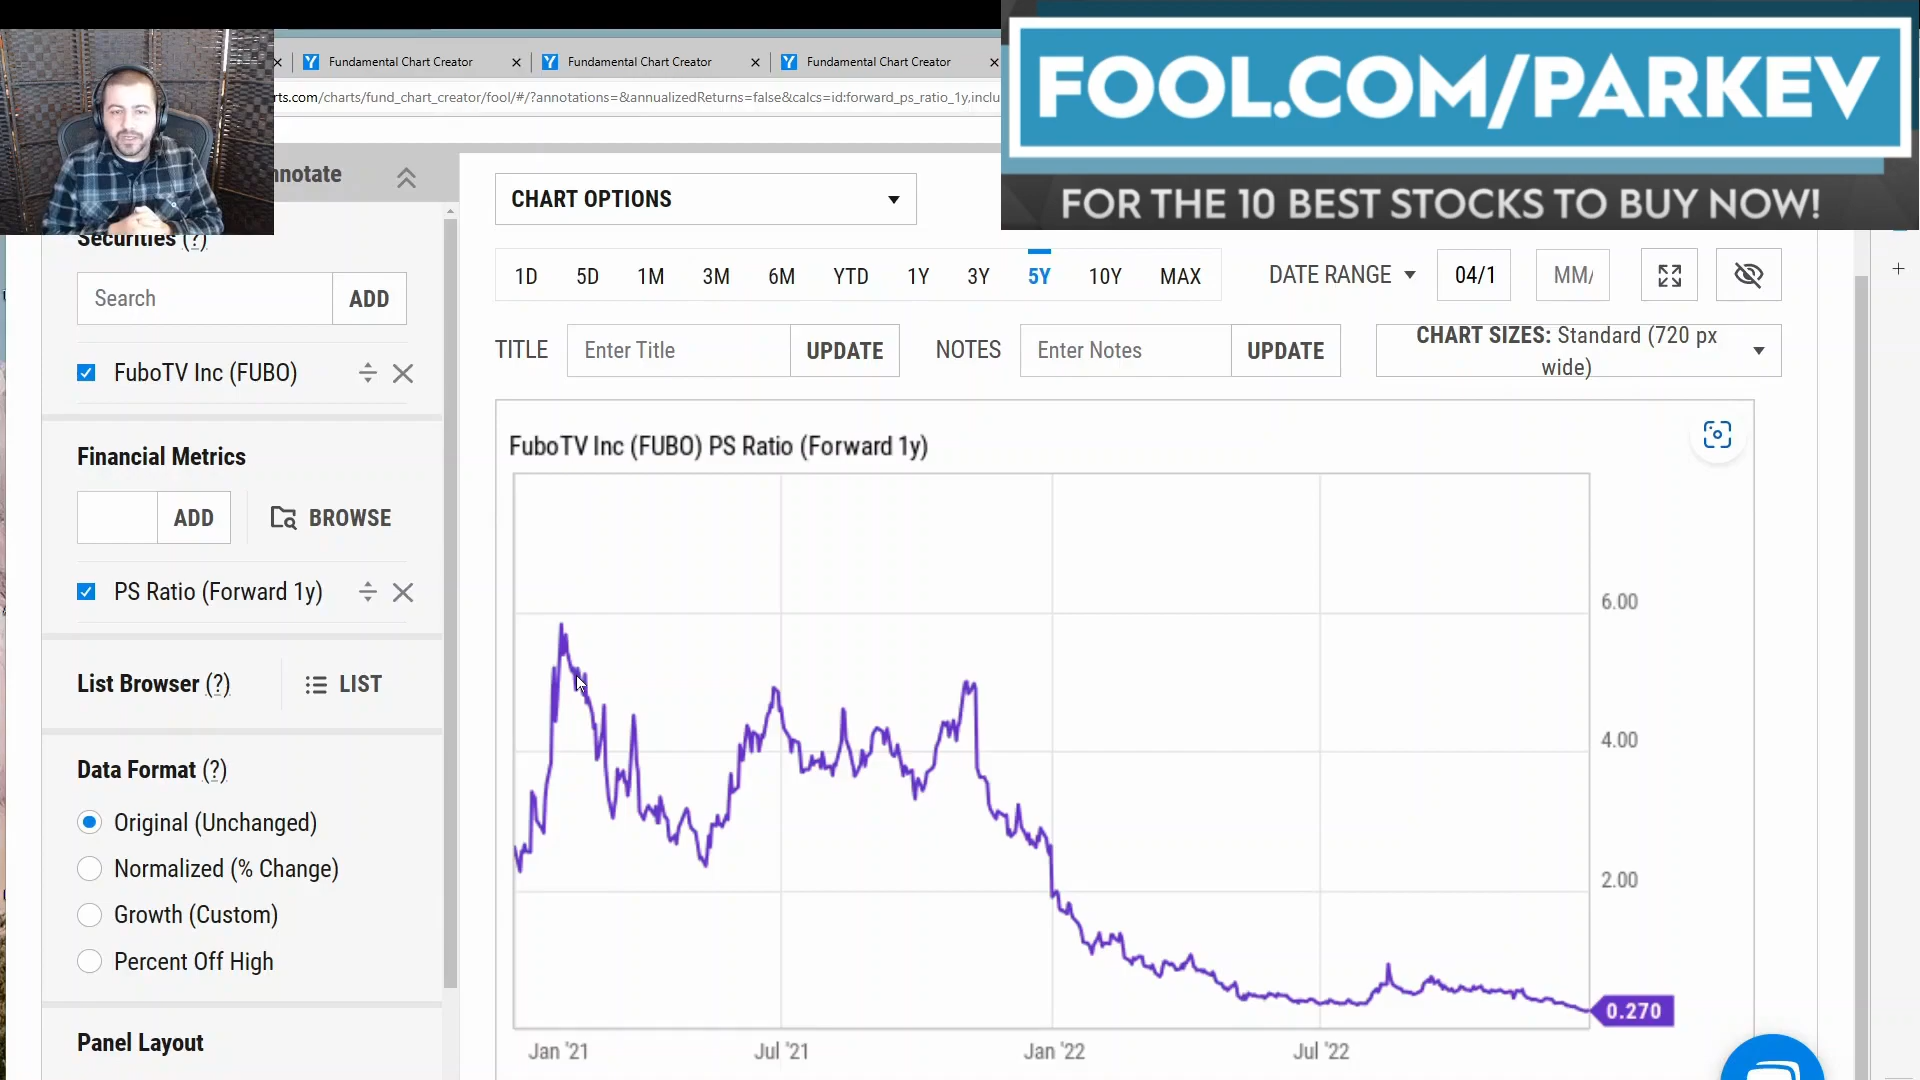 FOOL.COM/PARKEV
FOR THE 10 BEST STOCKS TO BUY NOW!
Fundamental Chart Creator
Fundamental Chart Creator
Fundamental Chart Creator
rts.com/charts/fund_chart_creator/fool/#/?annotations=&annualizedReturns=false&calcs=id:forward_ps_ratio_1y,inclu
nnotate
Securities (?)
Search
ADD
FuboTV Inc (FUBO)
Financial Metrics
ADD
BROWSE
PS Ratio (Forward 1y)
List Browser (?)
LIST
Data Format (?)
Original (Unchanged)
Normalized (% Change)
Growth (Custom)
Percent Off High
Panel Layout
CHART OPTIONS
1D 5D 1M 3M 6M YTD 1Y 3Y 5Y 10Y MAX
DATE RANGE
04/1
MM/
TITLE
Enter Title
UPDATE
NOTES
Enter Notes
UPDATE
CHART SIZES: Standard (720 px
wide)
FuboTV Inc (FUBO) PS Ratio (Forward 1y)
6.00
4.00
2.00
0.270
Jan '21
Jul '21
Jan '22
Jul '22